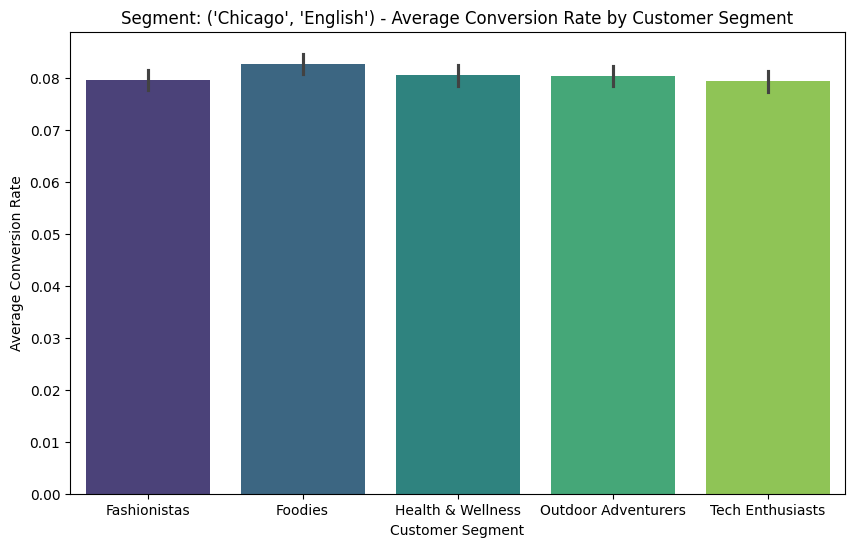 Segment: ('Chicago', 'English') - Average Conversion Rate by Customer Segment
Average Conversion Rate
0.08
0.07
0.06
0.05
0.04
0.03
0.02
0.01
0.00
Fashionistas
Foodies
Health & Wellness
Outdoor Adventurers
Tech Enthusiasts
Customer Segment